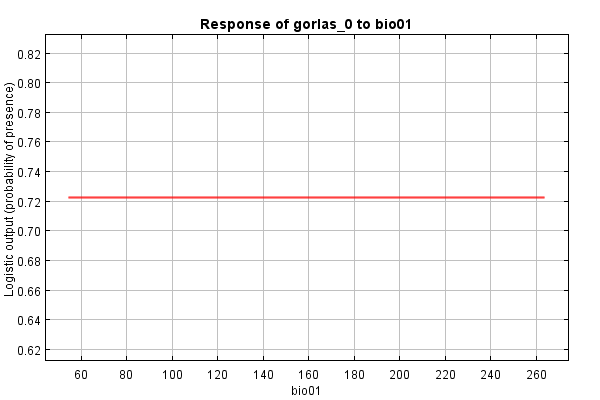 Response of gorlas_0 to bio01
Logistic output (probability of presence)
0.82
0.80
0.78
0.76
0.74
0.72
0.70
0.68
0.66
0.64
0.62
60 80 100 120 140 160 180 200 220 240 260
bio01